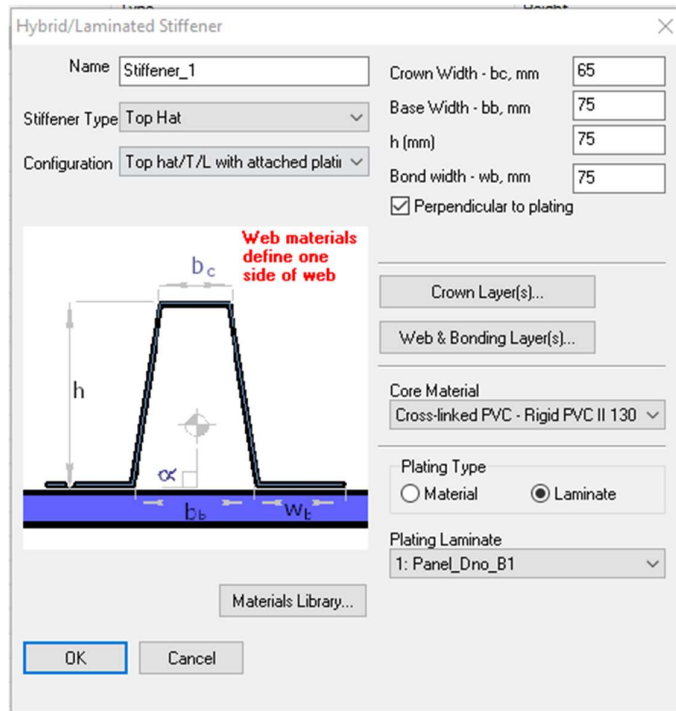 Hybrid/Laminated Stiffener
Name Stiffener_1
Stiffener Type Top Hat
Configuration Top hat/T/L with attached platii
Crown Width - bc, mm 65
Base Width - bb, mm 75
h (mm) 75
Bond width - wb, mm 75
Perpendicular to plating
Web materials
define one
side of web
bc
h
α
bb
wb
Crown Layer(s)...
Web & Bonding Layer(s)...
Core Material
Cross-linked PVC - Rigid PVC II 130
Plating Type
Material Laminate
Plating Laminate
1: Panel_Dno_B1
Materials Library...
OK Cancel